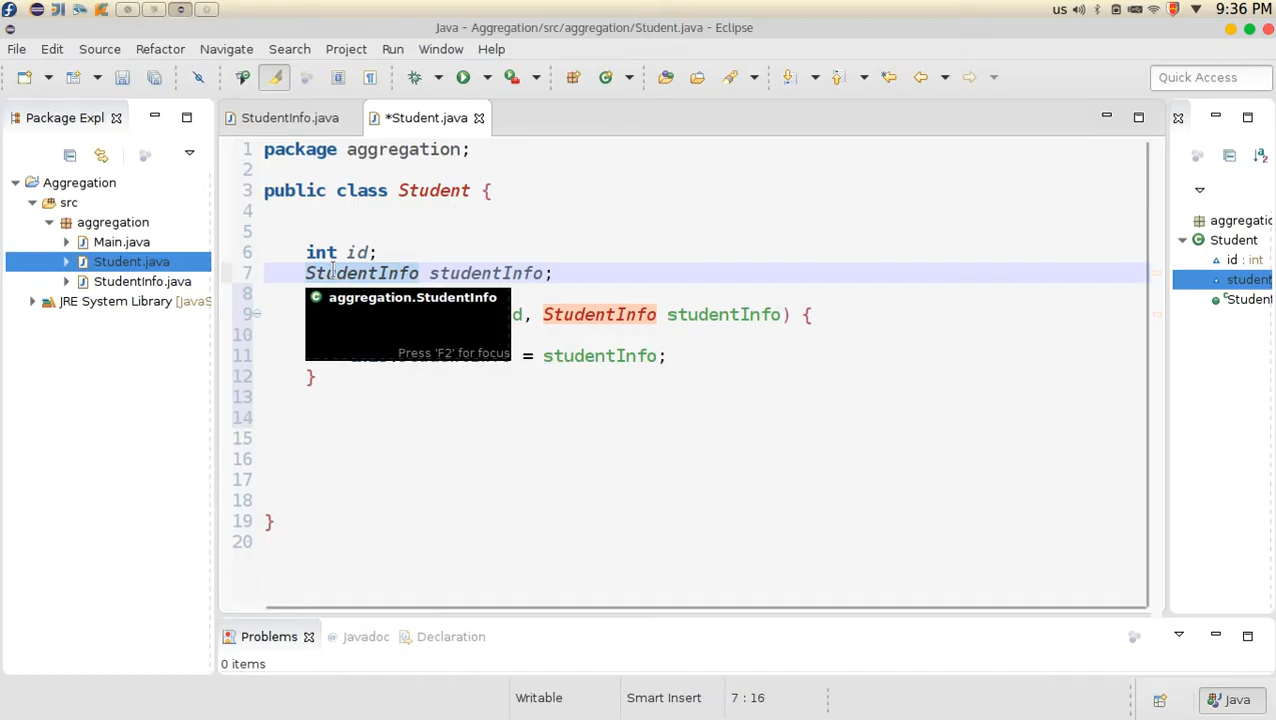 us 9:36 PM
Java - Aggregation/src/aggregation/Student.java - Eclipse
File Edit Source Refactor Navigate Search Project Run Window Help
Quick Access
Package Expl
StudentInfo.java
*Student.java
Aggregation
src
aggregation
Main.java
Student.java
StudentInfo.java
JRE System Library [JavaS
1 package aggregation;
2
3 public class Student {
4
5
6 int id;
7 StudentInfo studentInfo;
8
aggregation.StudentInfo
Press 'F2' for focus
9 d, StudentInfo studentInfo) {
10
11 = studentInfo;
12 }
13
14
15
16
17
18
19 }
20
aggregatio
Student
id : int
student
Student
Problems
@ Javadoc
Declaration
0 items
Writable
Smart Insert
7 : 16
Java